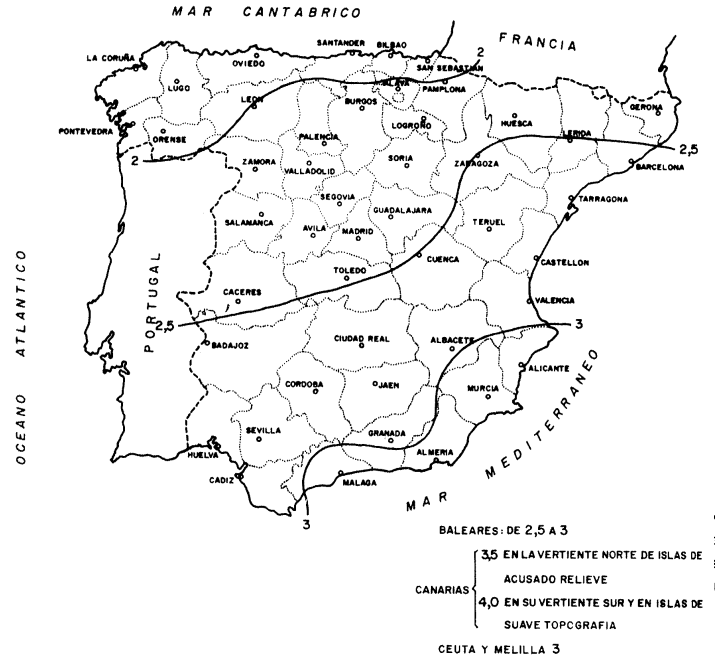 MAR CANTABRICO
FRANCIA
SANTANDER
BILBAO
2
LA CORUÑA
OVIEDO
SAN SEBASTIAN
LUGO
ALAVA
PAMPLONA
LEON
BURGOS
HUESCA
GERONA
PONTEVEDRA
ORENSE
LOGROÑO
PALENCIA
LERIDA
2,5
2
ZAMORA
VALLADOLID
SORIA
ZARAGOZA
BARCELONA
SEGOVIA
TARRAGONA
SALAMANCA
GUADALAJARA
TERUEL
AVILA
MADRID
OCEANO ATLANTICO
PORTUGAL
CUENCA
CASTELLON
TOLEDO
CACERES
VALENCIA
2,5
3
BADAJOZ
CIUDAD REAL
ALBACETE
ALICANTE
CORDOBA
JAEN
MURCIA
MAR MEDITERRANEO
SEVILLA
GRANADA
HUELVA
ALMERIA
CADIZ
MALAGA
3
BALEARES: DE 2,5 A 3
CANARIAS
3,5 EN LA VERTIENTE NORTE DE ISLAS DE
ACUSADO RELIEVE
4,0 EN SU VERTIENTE SUR Y EN ISLAS DE
SUAVE TOPOGRAFIA
CEUTA Y MELILLA 3